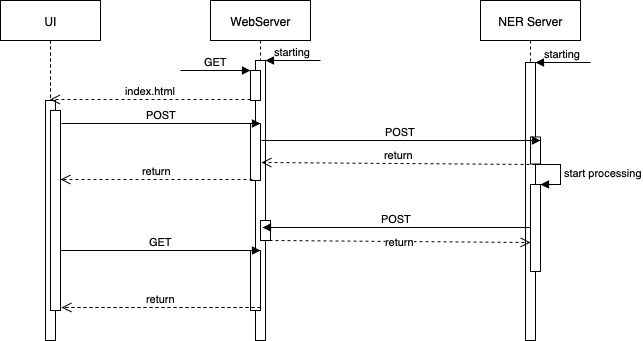 UI
WebServer
NER Server
starting
starting
GET
index.html
POST
POST
return
return
start processing
POST
GET
return
return